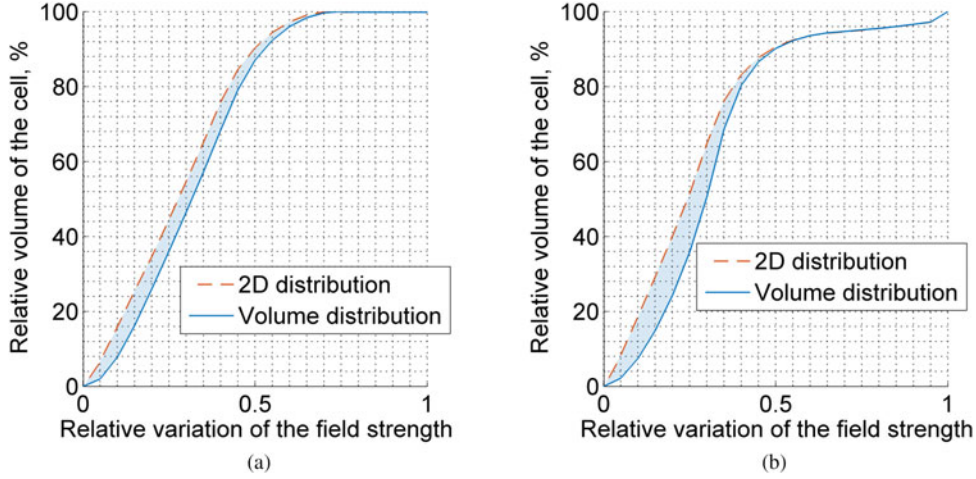 Relative volume of the cell, %
100
80
60
40
20
0
2D distribution
Volume distribution
0
0.5
1
Relative variation of the field strength
(a)
Relative volume of the cell, %
100
80
60
40
20
0
2D distribution
Volume distribution
0
0.5
1
Relative variation of the field strength
(b)